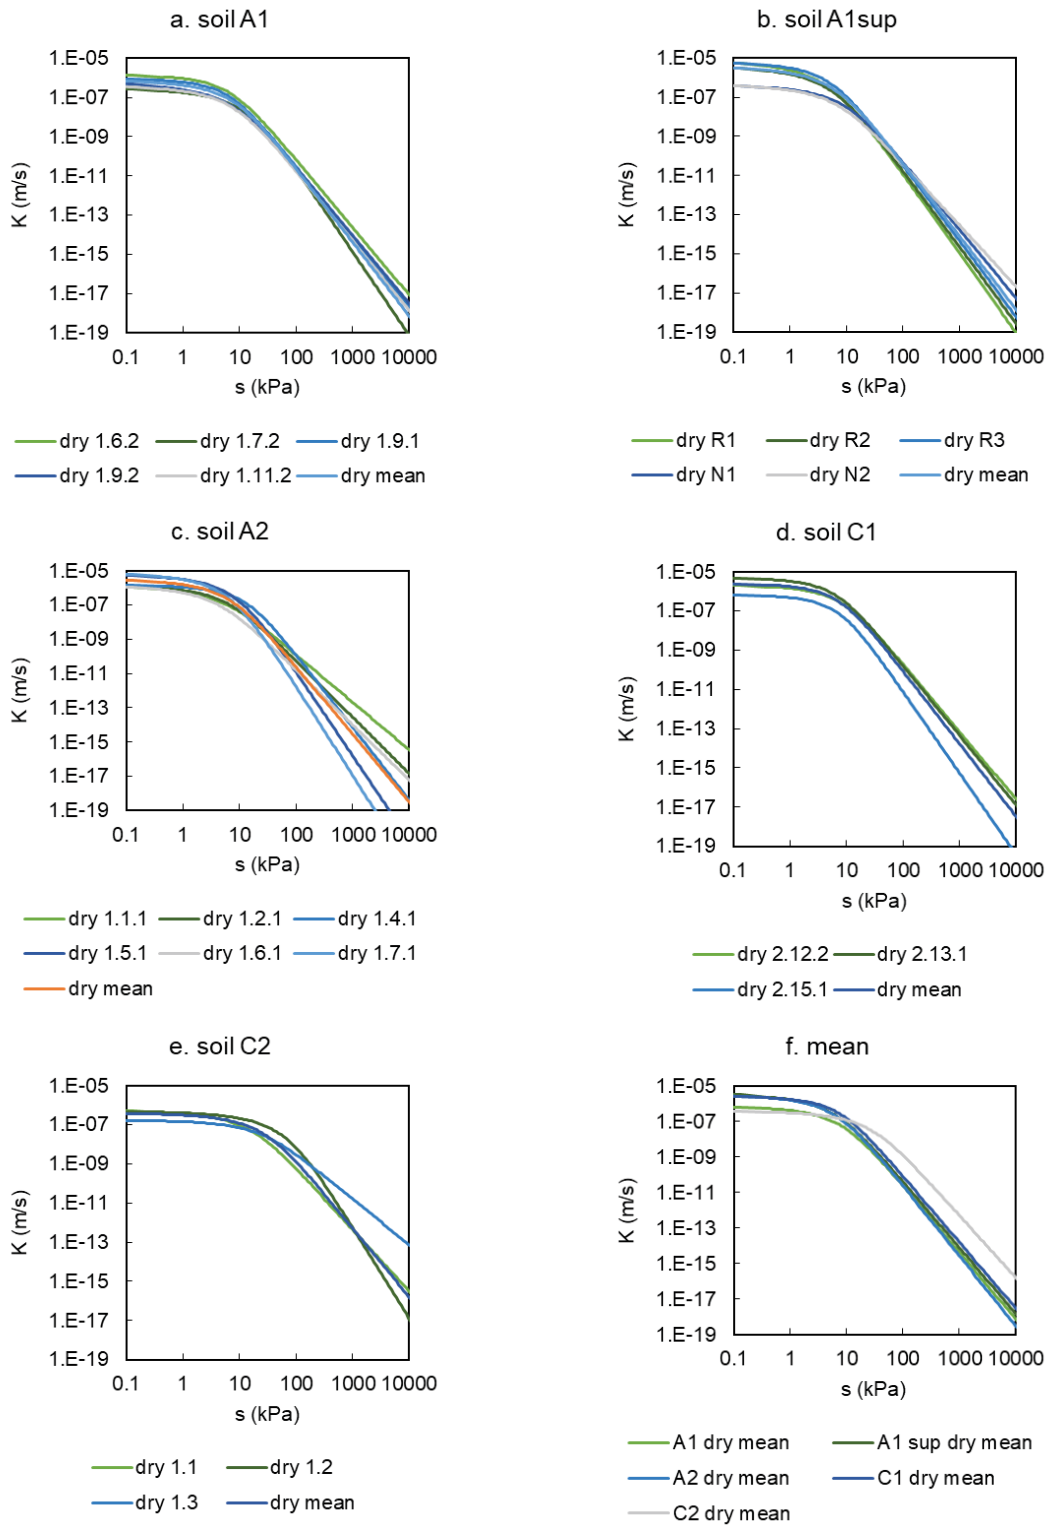 a. soil A1
1.E-05
1.E-07
1.E-09
1.E-11
1.E-13
1.E-15
1.E-17
1.E-19
K (m/s)
0.1 1 10 100 1000 10000
s (kPa)
dry 1.6.2 dry 1.7.2 dry 1.9.1
dry 1.9.2 dry 1.11.2 dry mean
b. soil A1sup
1.E-05
1.E-07
1.E-09
1.E-11
1.E-13
1.E-15
1.E-17
1.E-19
K (m/s)
0.1 1 10 100 1000 10000
s (kPa)
dry R1 dry R2 dry R3
dry N1 dry N2 dry mean
c. soil A2
1.E-05
1.E-07
1.E-09
1.E-11
1.E-13
1.E-15
1.E-17
1.E-19
K (m/s)
0.1 1 10 100 1000 10000
s (kPa)
dry 1.1.1 dry 1.2.1 dry 1.4.1
dry 1.5.1 dry 1.6.1 dry 1.7.1
dry mean
d. soil C1
1.E-05
1.E-07
1.E-09
1.E-11
1.E-13
1.E-15
1.E-17
1.E-19
K (m/s)
0.1 1 10 100 1000 10000
s (kPa)
dry 2.12.2 dry 2.13.1
dry 2.15.1 dry mean
e. soil C2
1.E-05
1.E-07
1.E-09
1.E-11
1.E-13
1.E-15
1.E-17
1.E-19
K (m/s)
0.1 1 10 100 1000 10000
s (kPa)
dry 1.1 dry 1.2
dry 1.3 dry mean
f. mean
1.E-05
1.E-07
1.E-09
1.E-11
1.E-13
1.E-15
1.E-17
1.E-19
K (m/s)
0.1 1 10 100 1000 10000
s (kPa)
A1 dry mean A1 sup dry mean
A2 dry mean C1 dry mean
C2 dry mean